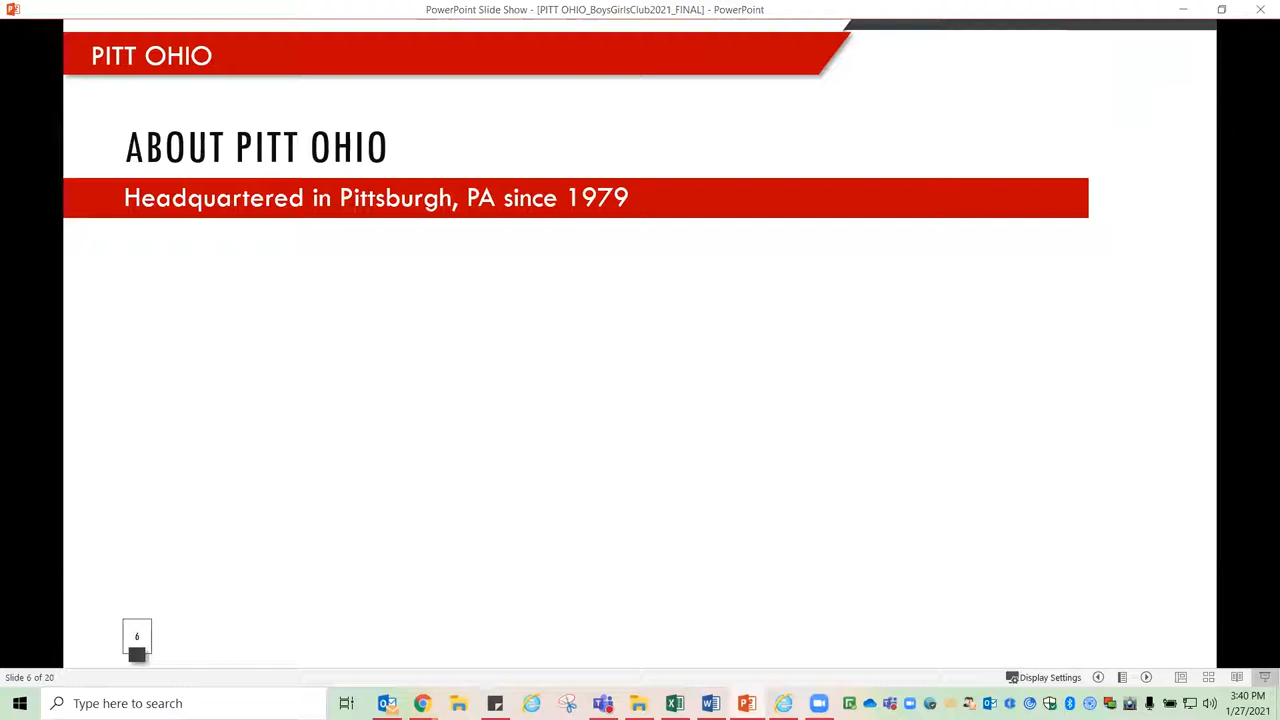 PowerPoint Slide Show - [PITT OHIO_BoysGirlsClub2021_FINAL] - PowerPoint
PITT OHIO
ABOUT PITT OHIO
Headquartered in Pittsburgh, PA since 1979
6
Slide 6 of 20
Display Settings
Type here to search
3:40 PM
1/27/2021